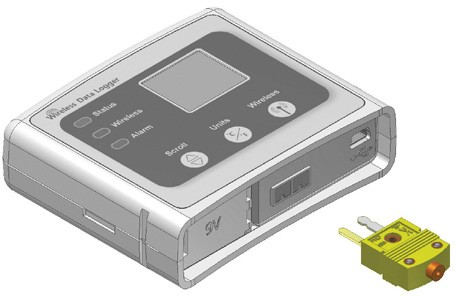 Wireless Data Logger
Status
Wireless
Alarm
Scroll
Units
Wireless
C/F
9V